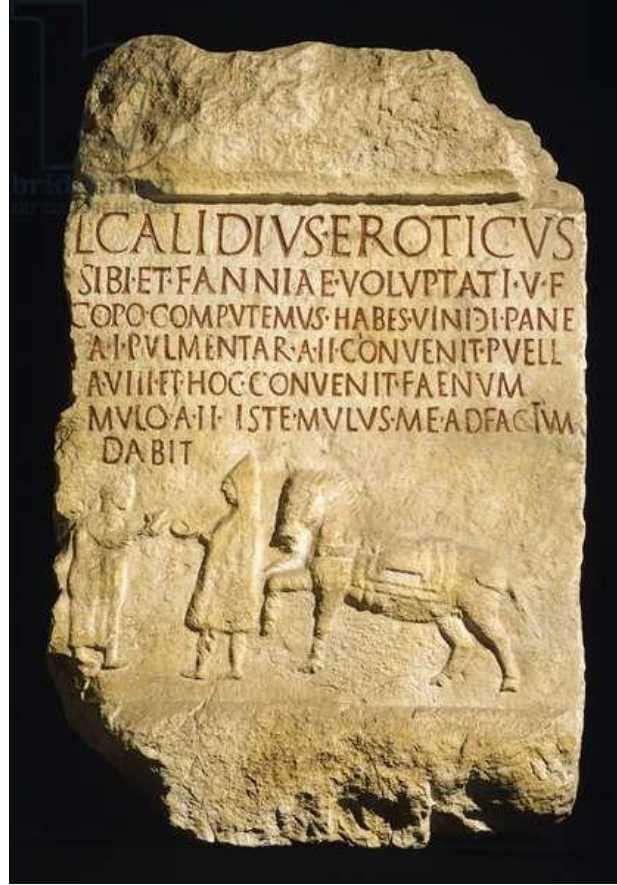 L·CALIDIVS·EROTICVS
SIBI·ET·FANNIAE·VOLVPTATI·V·F
COPO·COMPVTEMVS·HABES·VINI·Ↄ·I·PANE
A·I·PVLMENTAR·A·II·CONVENIT·PVELL
A·VIII·ET·HOC·CONVENIT·FAENVM
MVLO·A·II·ISTE·MVLVS·ME·AD·FACTVM
DABIT